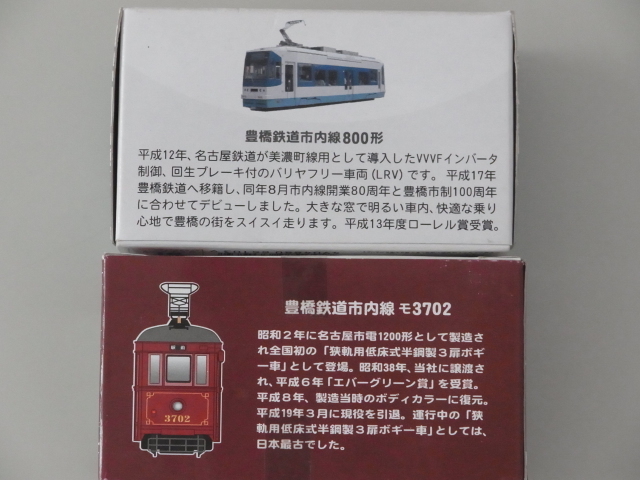 豊橋鉄道市内線800形
平成12年、名古屋鉄道が美濃町線用として導入したVVVFインバータ
制御、回生ブレーキ付のバリヤフリー車両(LRV)です。平成17年
豊橋鉄道へ移籍し、同年8月市内線開業80周年と豊橋市制100周年
に合わせてデビューしました。大きな窓で明るい車内、快適な乗り
心地で豊橋の街をスイスイ走ります。平成13年度ローレル賞受賞。
豊橋鉄道市内線 モ3702
昭和2年に名古屋市電1200形として製造さ
れ全国初の「狭軌用低床式半鋼製3扉ボギ
ー車」として登場。昭和38年、当社に譲渡さ
れ、平成6年「エバーグリーン賞」を受賞。
平成8年、製造当時のボディカラーに復元。
平成19年3月に現役を引退。運行中の「狭
軌用低床式半鋼製3扉ボギー車」としては、
日本最古でした。
3702